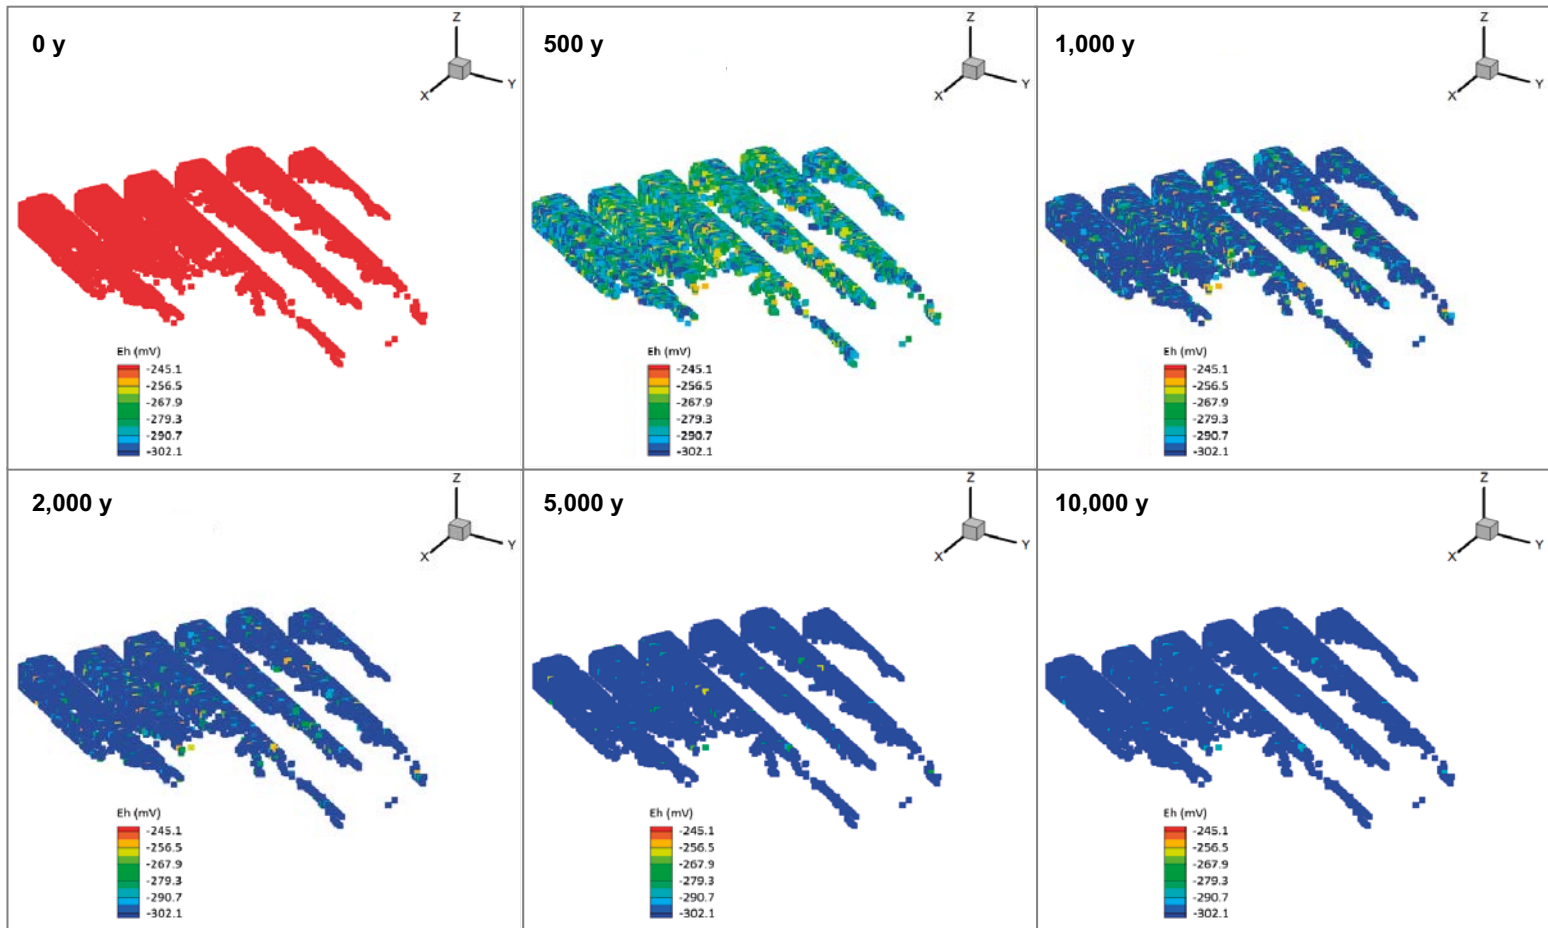 0 y
Z
X
Y
Eh (mV)
-245.1
-256.5
-267.9
-279.3
-290.7
-302.1
500 y
Z
X
Y
Eh (mV)
-245.1
-256.5
-267.9
-279.3
-290.7
-302.1
1,000 y
Z
X
Y
Eh (mV)
-245.1
-256.5
-267.9
-279.3
-290.7
-302.1
2,000 y
Z
X
Y
Eh (mV)
-245.1
-256.5
-267.9
-279.3
-290.7
-302.1
5,000 y
Z
X
Y
Eh (mV)
-245.1
-256.5
-267.9
-279.3
-290.7
-302.1
10,000 y
Z
X
Y
Eh (mV)
-245.1
-256.5
-267.9
-279.3
-290.7
-302.1